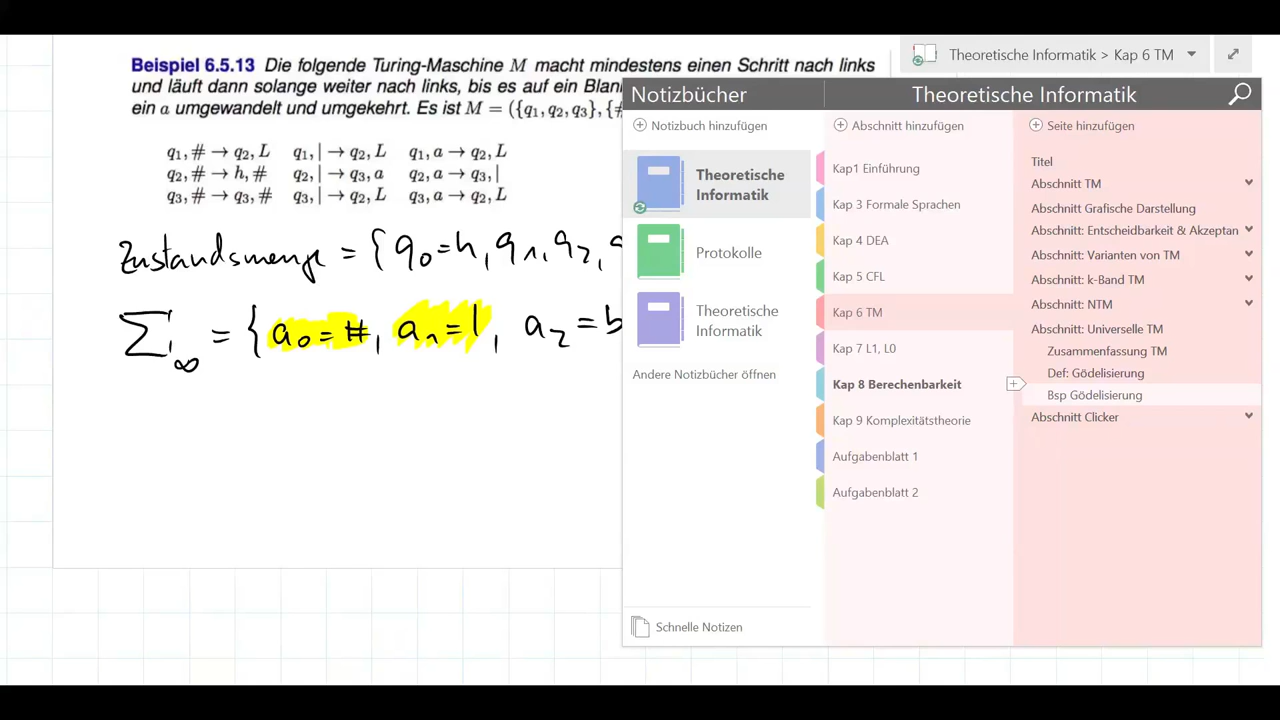 Beispiel 6.5.13 Die folgende Turing-Maschine M macht mindestens einen Schritt nach links
und läuft dann solange weiter nach links, bis es auf ein Blan
ein a umgewandelt und umgekehrt. Es ist M = ({q₁, q₂, q₃}, {#
q₁, # → q₂, L q₁, | → q₂, L q₁, a → q₂, L
q₂, # → h, # q₂, | → q₃, a q₂, a → q₃, |
q₃, # → q₃, # q₃, | → q₂, L q₃, a → q₂, L
Zustandsmenge = { q₀ = h, q₁, q₂, q
Σ∞ = { a₀ = #, a₁ = |, a₂ = b
Theoretische Informatik > Kap 6 TM
Notizbücher
Notizbuch hinzufügen
Theoretische
Informatik
Protokolle
Theoretische
Informatik
Andere Notizbücher öffnen
Schnelle Notizen
Theoretische Informatik
Abschnitt hinzufügen
Kap1 Einführung
Kap 3 Formale Sprachen
Kap 4 DEA
Kap 5 CFL
Kap 6 TM
Kap 7 L1, L0
Kap 8 Berechenbarkeit
Kap 9 Komplexitätstheorie
Aufgabenblatt 1
Aufgabenblatt 2
Seite hinzufügen
Titel
Abschnitt TM
Abschnitt Grafische Darstellung
Abschnitt: Entscheidbarkeit & Akzeptan
Abschnitt: Varianten von TM
Abschnitt: k-Band TM
Abschnitt: NTM
Abschnitt: Universelle TM
Zusammenfassung TM
Def: Gödelisierung
Bsp Gödelisierung
Abschnitt Clicker